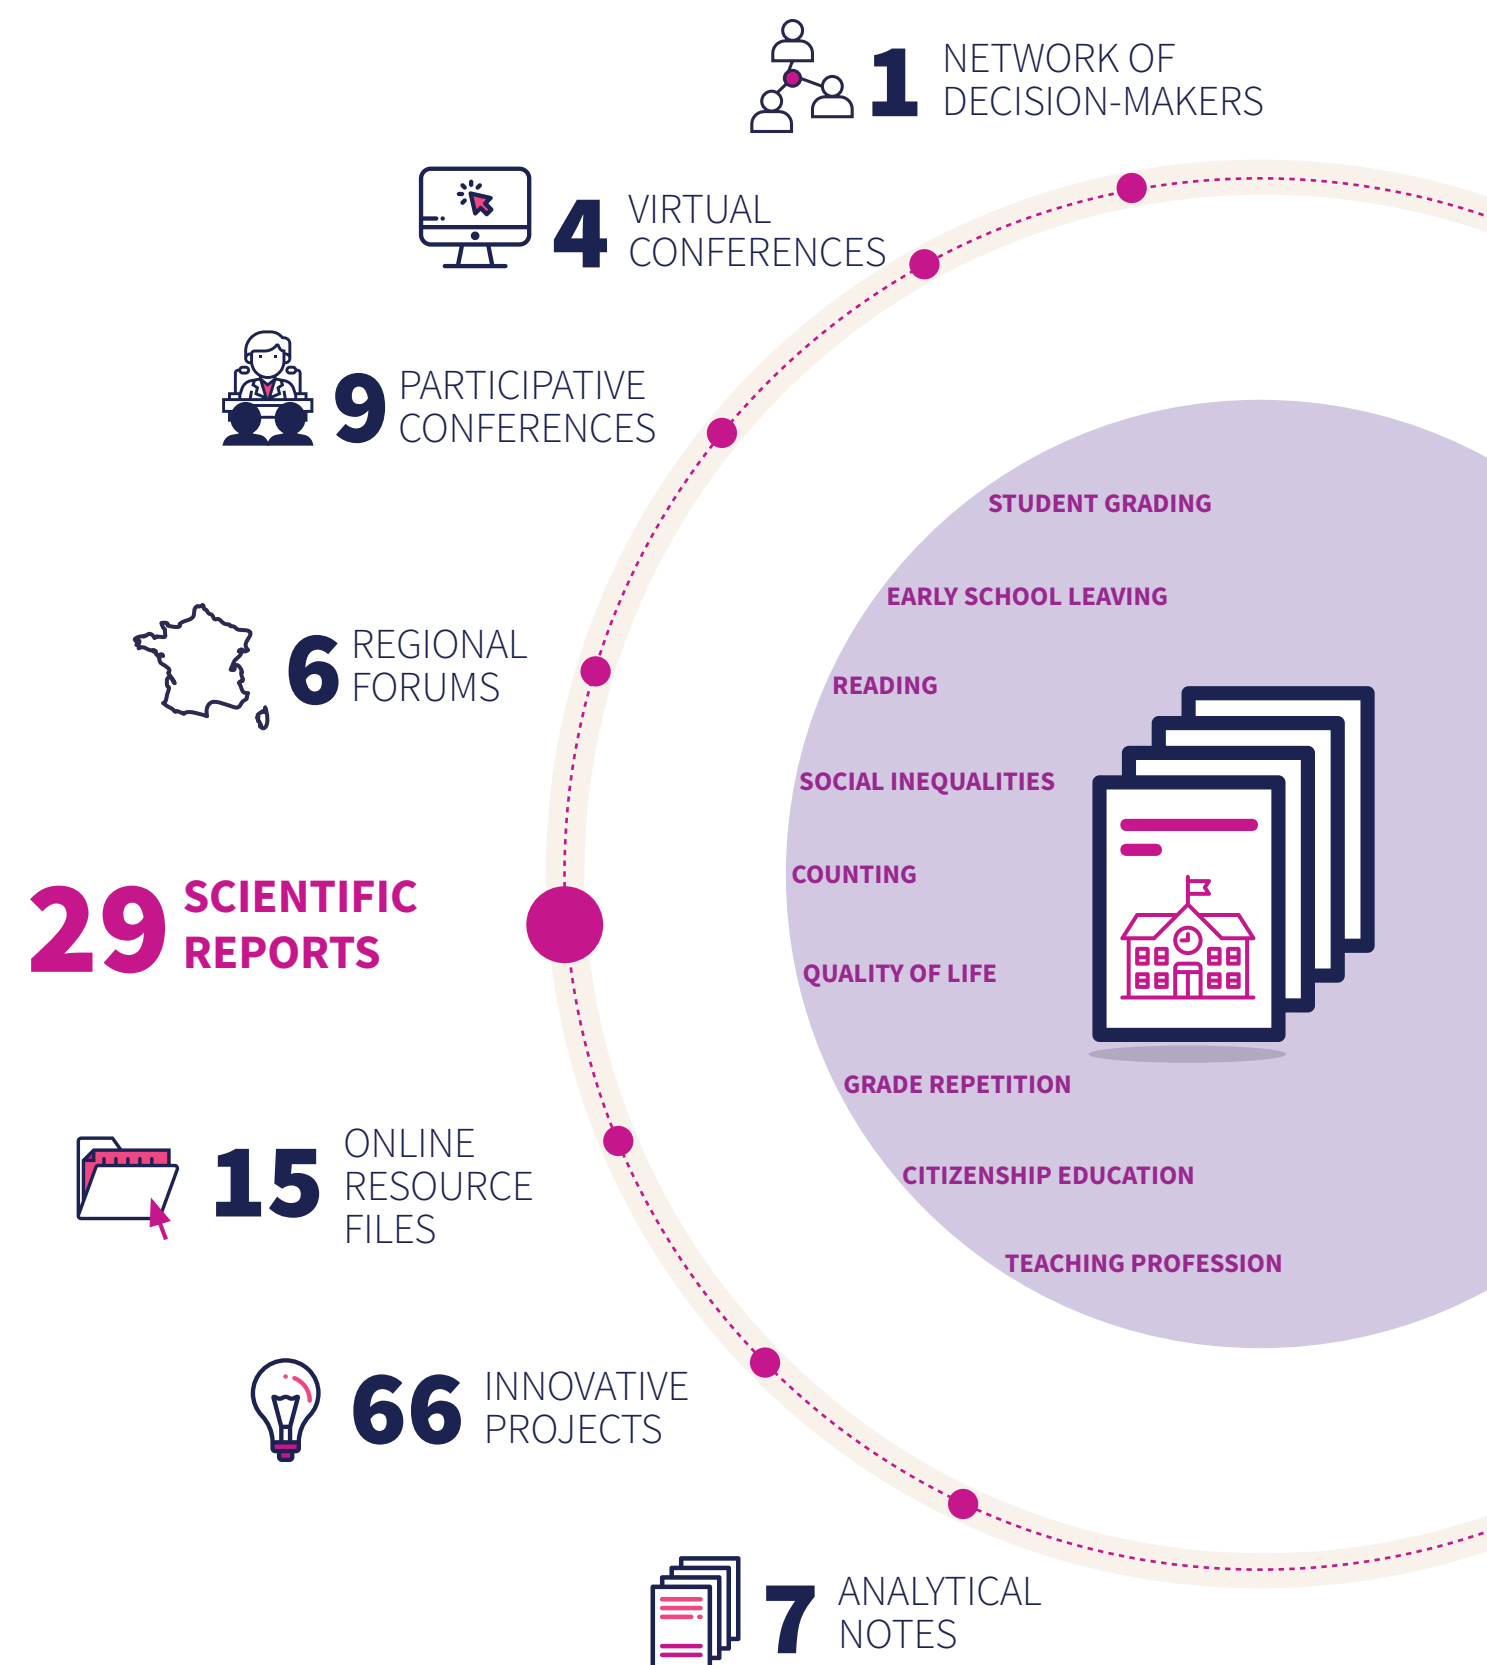 1 NETWORK OF
DECISION-MAKERS
4 VIRTUAL
CONFERENCES
9 PARTICIPATIVE
CONFERENCES
6 REGIONAL
FORUMS
29 SCIENTIFIC
REPORTS
15 ONLINE
RESOURCE
FILES
66 INNOVATIVE
PROJECTS
7 ANALYTICAL
NOTES
STUDENT GRADING
EARLY SCHOOL LEAVING
READING
SOCIAL INEQUALITIES
COUNTING
QUALITY OF LIFE
GRADE REPETITION
CITIZENSHIP EDUCATION
TEACHING PROFESSION